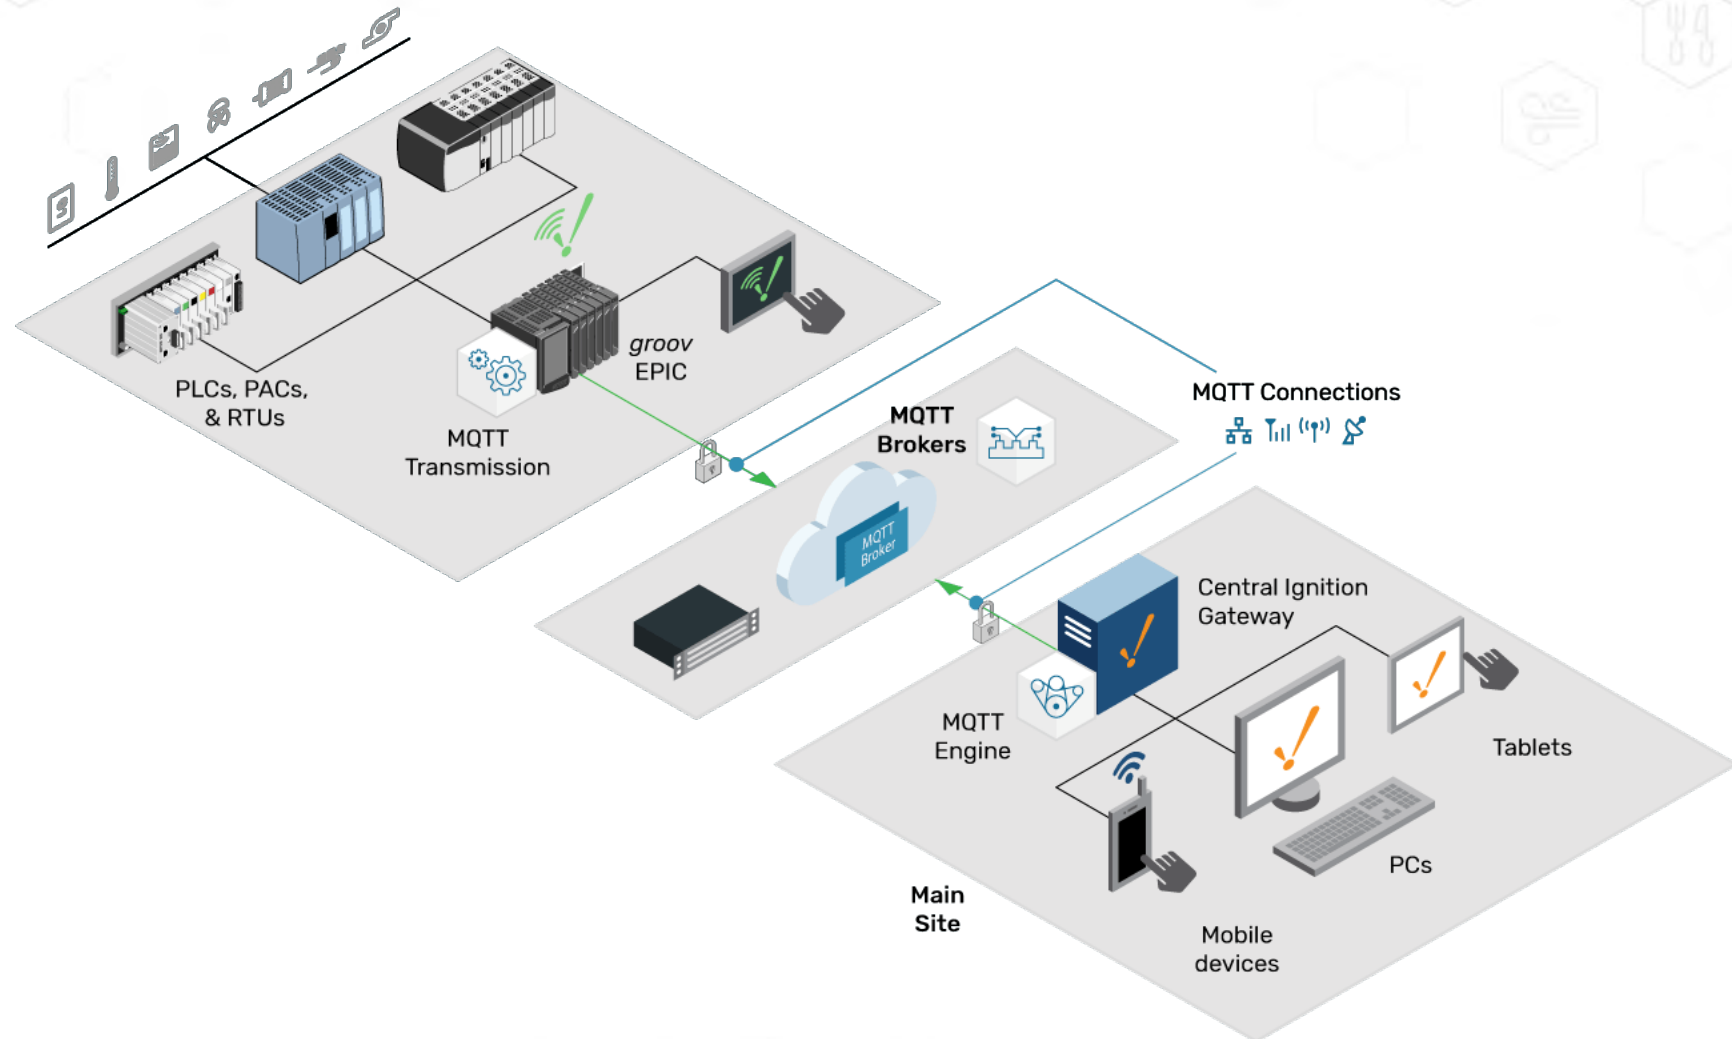 PLCs, PACs,
& RTUs
MQTT
Transmission
groov
EPIC
MQTT
Brokers
MQTT
Broker
MQTT Connections
Central Ignition
Gateway
MQTT
Engine
Tablets
PCs
Main
Site
Mobile
devices